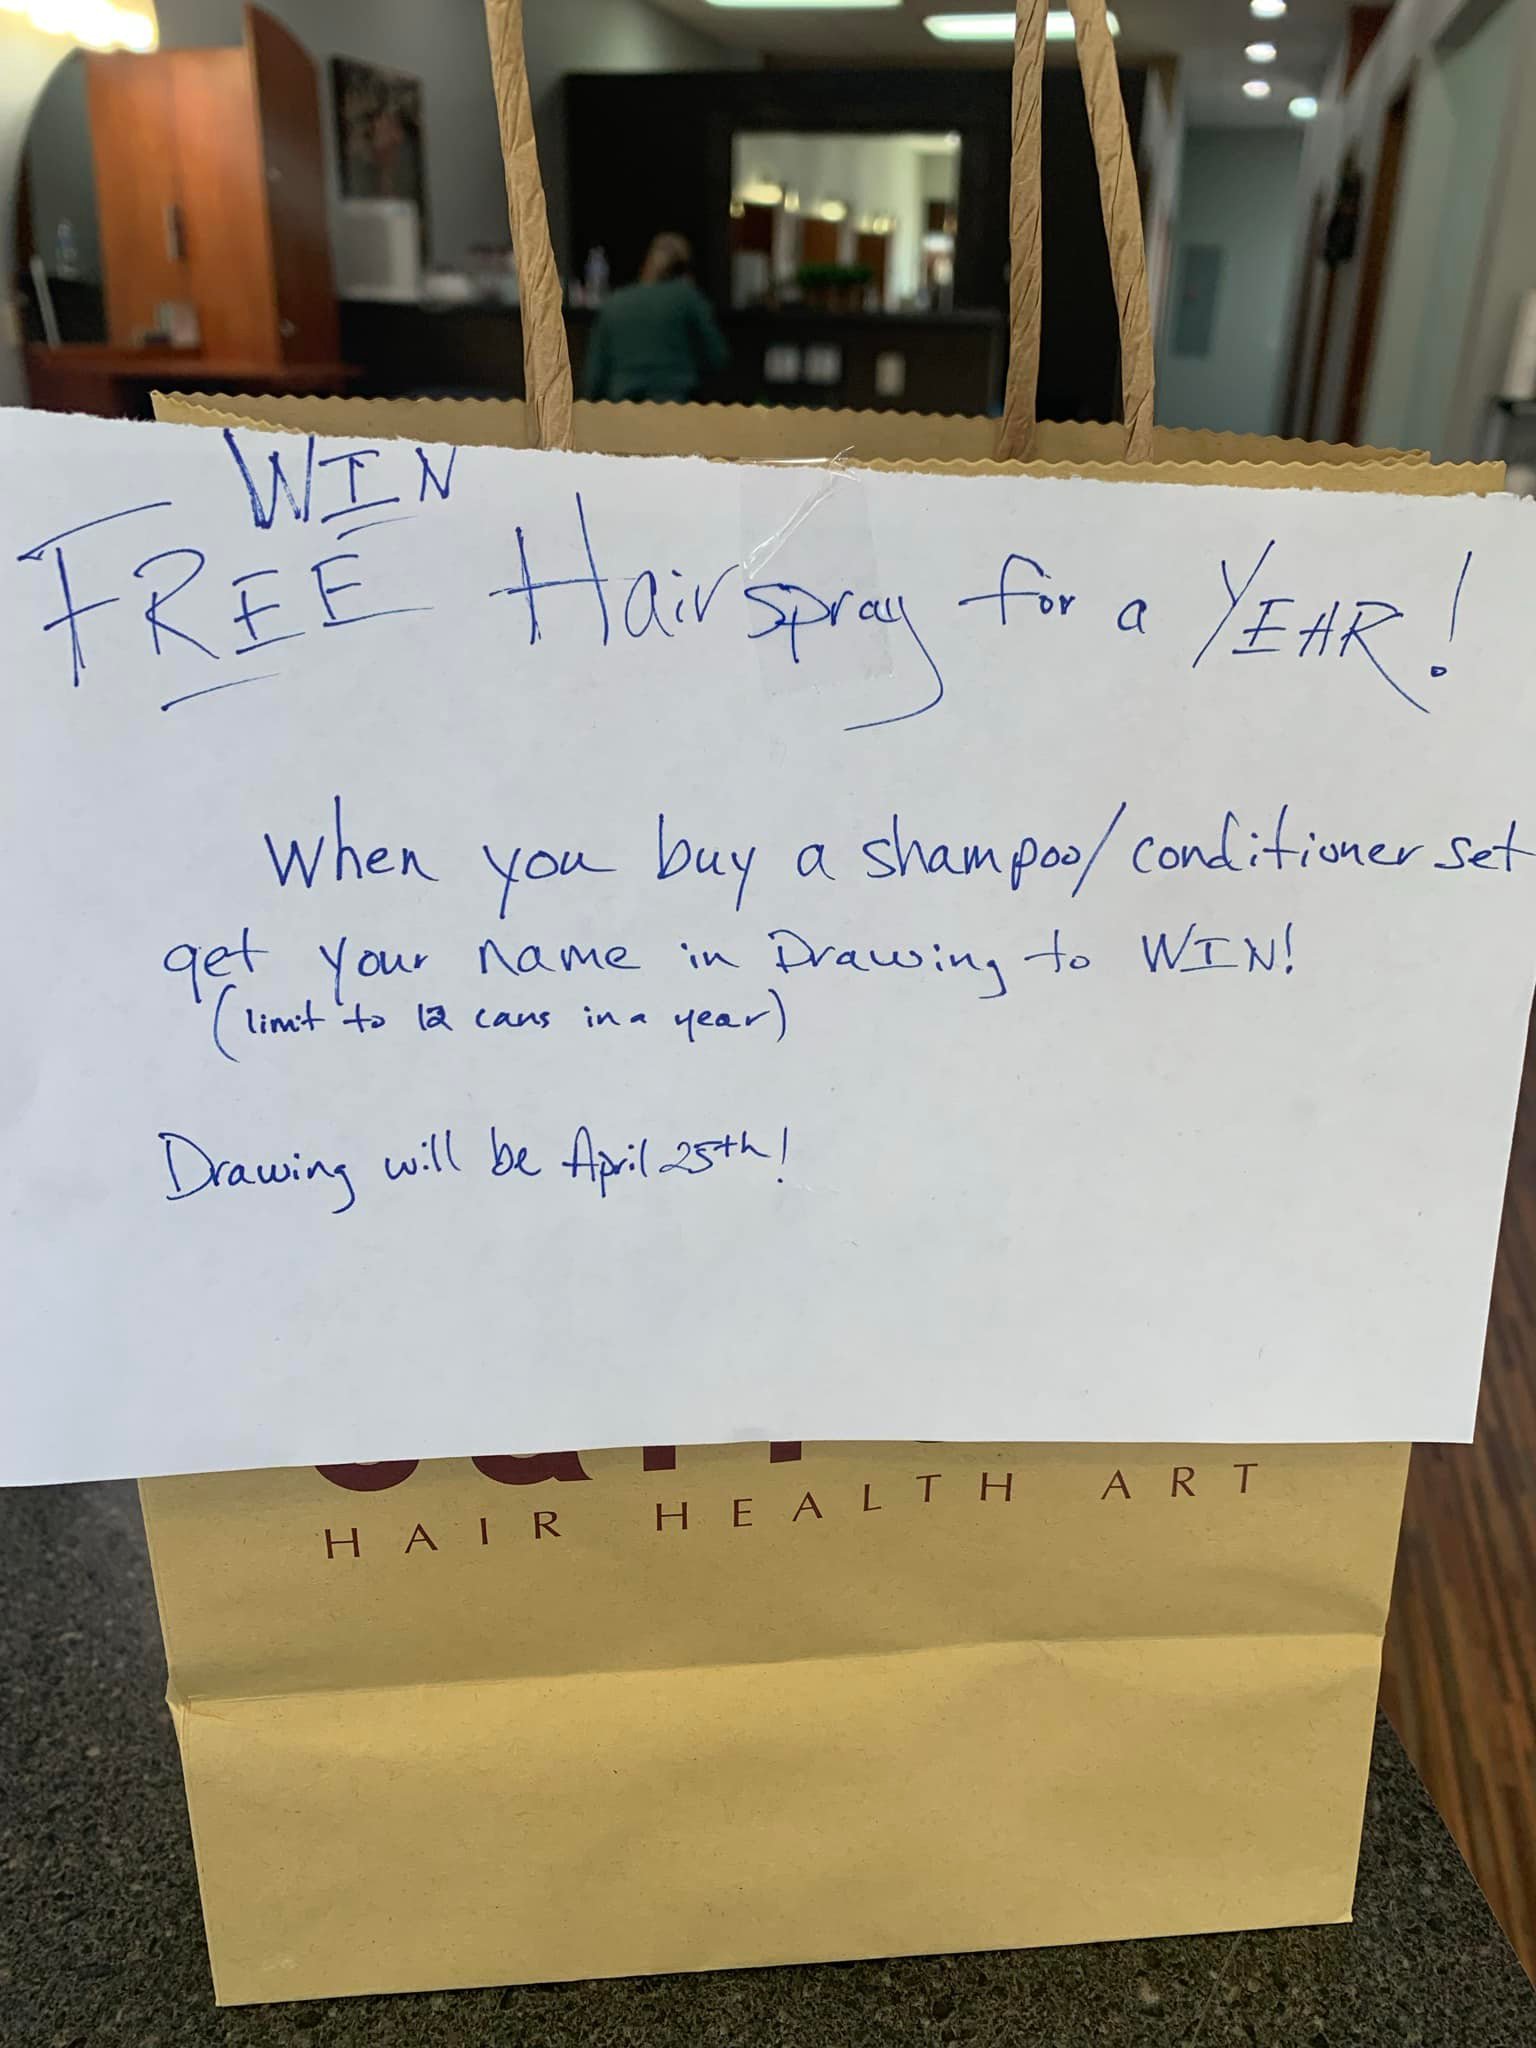 WIN
FREE Hairspray for a YEAR!
When you buy a shampoo/conditioner set
get your name in Drawing to WIN!
(limit to 12 cans in a year)
Drawing will be April 25th!
HAIR HEALTH ART